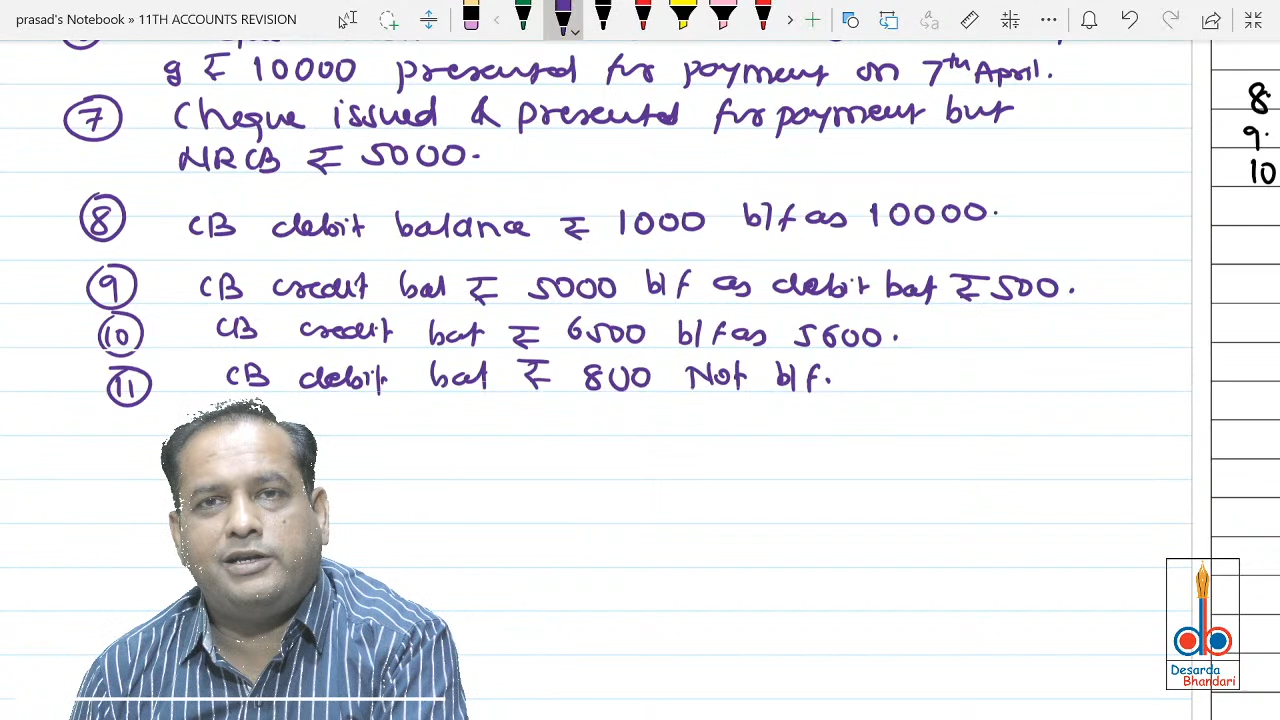 prasad's Notebook » 11TH ACCOUNTS REVISION
₹ 10000 presented for payment on 7th April.
7 Cheque issued & presented for payment but
NRCB ₹ 5000.
8 CB debit balance ₹ 1000 b/f as 10000.
9 CB credit bal ₹ 5000 b/f as debit bal ₹ 500.
10 CB credit bal ₹ 6500 b/f as 5600.
11 CB debit bal ₹ 800 Not b/f.
8.
9.
10
db
Desarda
Bhandari